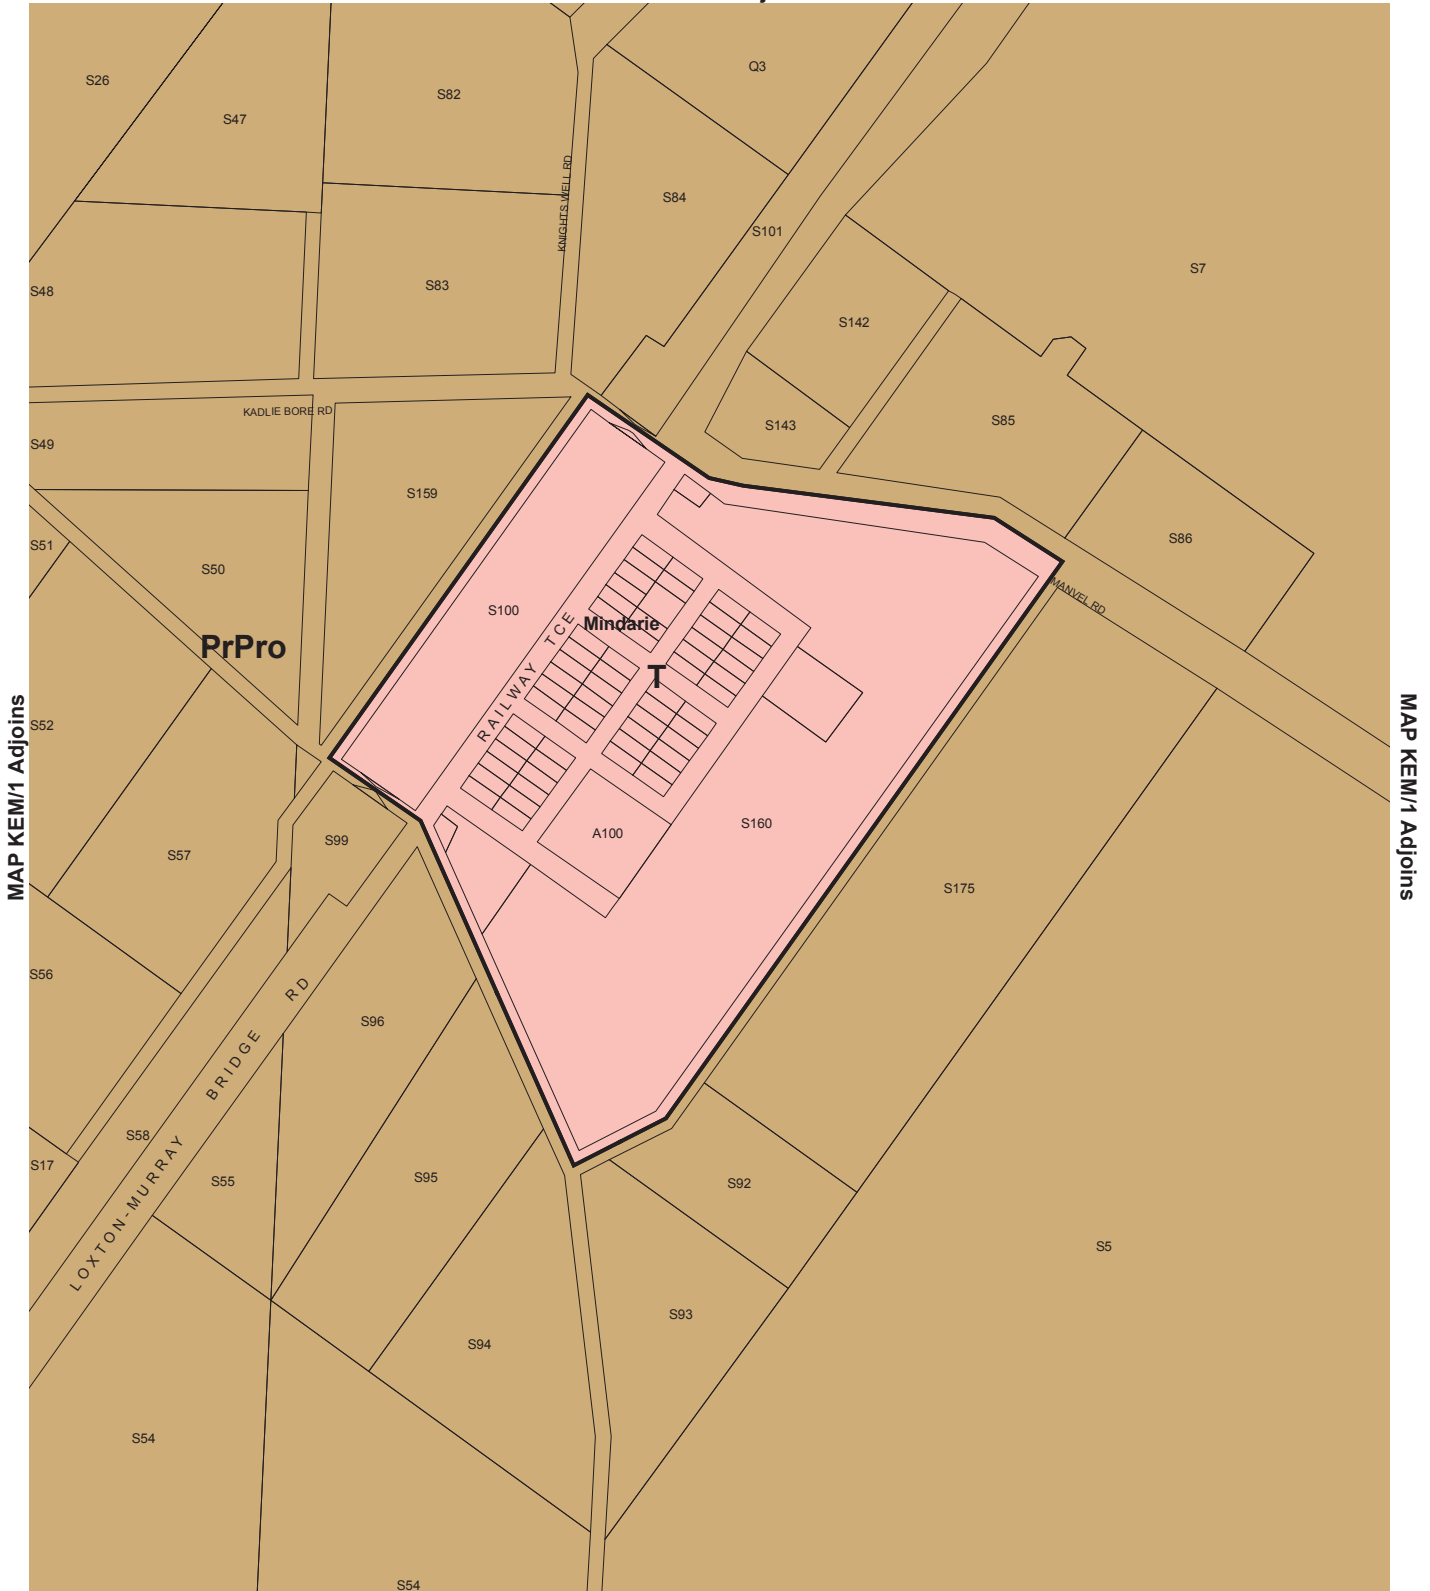 Q3
S26
S82
S47
KNIGHTS WELL RD
S84
S101
S7
S83
S48
S142
KADLIE BORE RD
S143
S85
S49
S159
S86
S51
S50
MANVEL RD
S100
Mindarie
PrPro
T
RAILWAY TCE
S52
MAP KEM/1 Adjoins
MAP KEM/1 Adjoins
S99
A100
S160
S57
S175
S56
S96
LOXTON-MURRAY BRIDGE RD
S58
S17
S55
S95
S92
S5
S93
S94
S54
S54